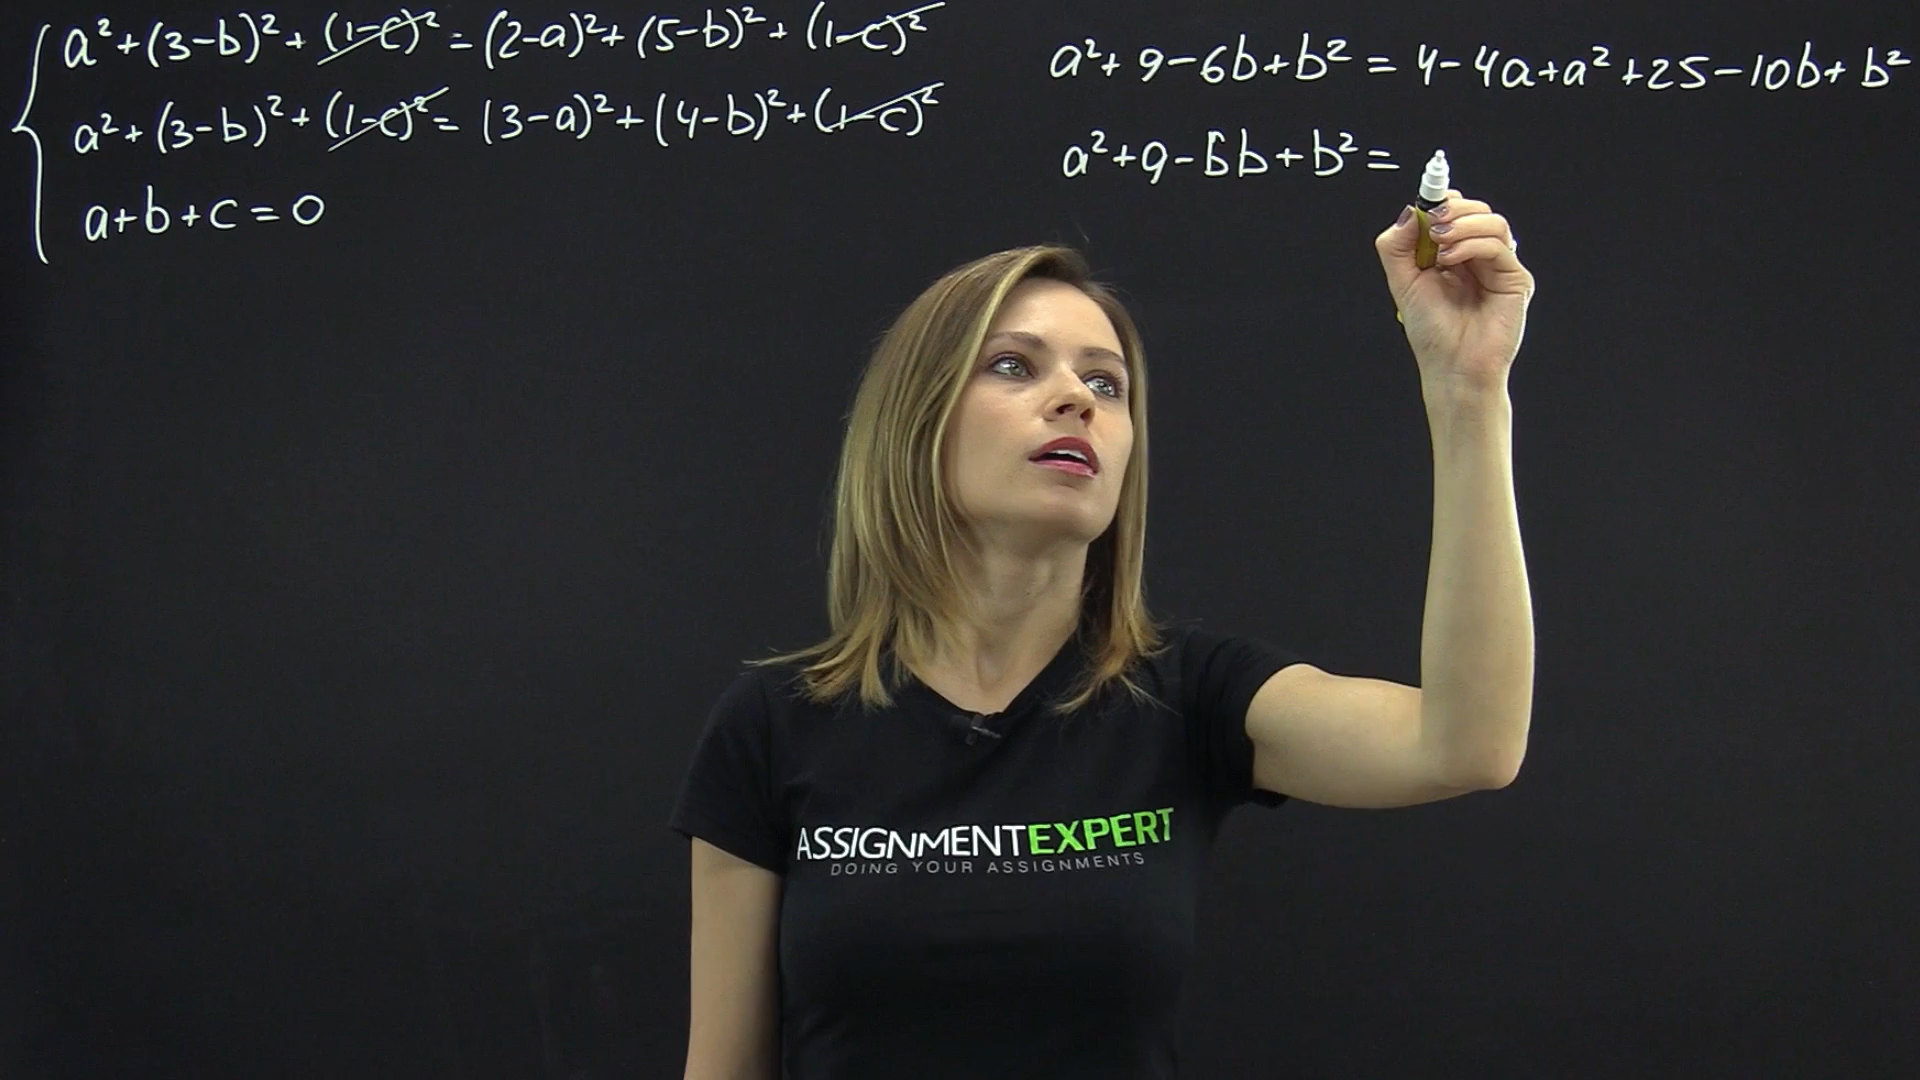 a²+(3-b)²+(1-c)²=(2-a)²+(5-b)²+(1-c)²
a²+(3-b)²+(1-c)²=(3-a)²+(4-b)²+(1-c)²
a+b+c=0
a²+9-6b+b²=4-4a+a²+25-10b+b²
a²+9-6b+b²=
ASSIGNMENTEXPERT
DOING YOUR ASSIGNMENTS